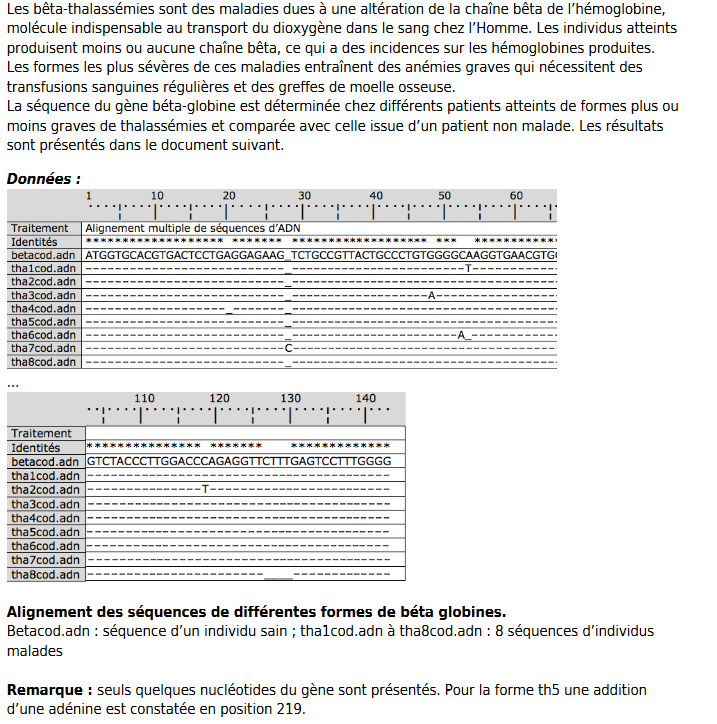 Les bêta-thalassémies sont des maladies dues à une altération de la chaîne bêta de l’hémoglobine,
molécule indispensable au transport du dioxygène dans le sang chez l’Homme. Les individus atteints
produisent moins ou aucune chaîne bêta, ce qui a des incidences sur les hémoglobines produites.
Les formes les plus sévères de ces maladies entraînent des anémies graves qui nécessitent des
transfusions sanguines régulières et des greffes de moelle osseuse.
La séquence du gène béta-globine est déterminée chez différents patients atteints de formes plus ou
moins graves de thalassémies et comparée avec celle issue d’un patient non malade. Les résultats
sont présentés dans le document suivant.
Données :
1 10 20 30 40 50 60
Traitement Alignement multiple de séquences d’ADN
Identités ******************* ******* ******************* *** ************
betacod.adn ATGGTGCACGTGACTCCTGAGGAGAAG_TCTGCCGTTACTGCCCTGTGGGGCAAGGTGAACGTGG
tha1cod.adn ---------------------------_------------------------T------------
tha2cod.adn ---------------------------_-------------------------------------
tha3cod.adn ---------------------------_-------------------A-----------------
tha4cod.adn -------------------_-------_-------------------------------------
tha5cod.adn ---------------------------_-------------------------------------
tha6cod.adn ---------------------------_-----------------------A_------------
tha7cod.adn ---------------------------C-------------------------------------
tha8cod.adn ---------------------------_-------------------------------------
...
110 120 130 140
Traitement
Identités **************** ******* **************
betacod.adn GTCTACCCTTGGACCCAGAGGTTCTTTGAGTCCTTTGGGG
tha1cod.adn ------------------------------------------
tha2cod.adn ----------------T-------------------------
tha3cod.adn ------------------------------------------
tha4cod.adn ------------------------------------------
tha5cod.adn ------------------------------------------
tha6cod.adn ------------------------------------------
tha7cod.adn ------------------------------------------
tha8cod.adn ------------------------____--------------
Alignement des séquences de différentes formes de béta globines.
Betacod.adn : séquence d’un individu sain ; tha1cod.adn à tha8cod.adn : 8 séquences d’individus
malades
Remarque : seuls quelques nucléotides du gène sont présentés. Pour la forme th5 une addition
d’une adénine est constatée en position 219.